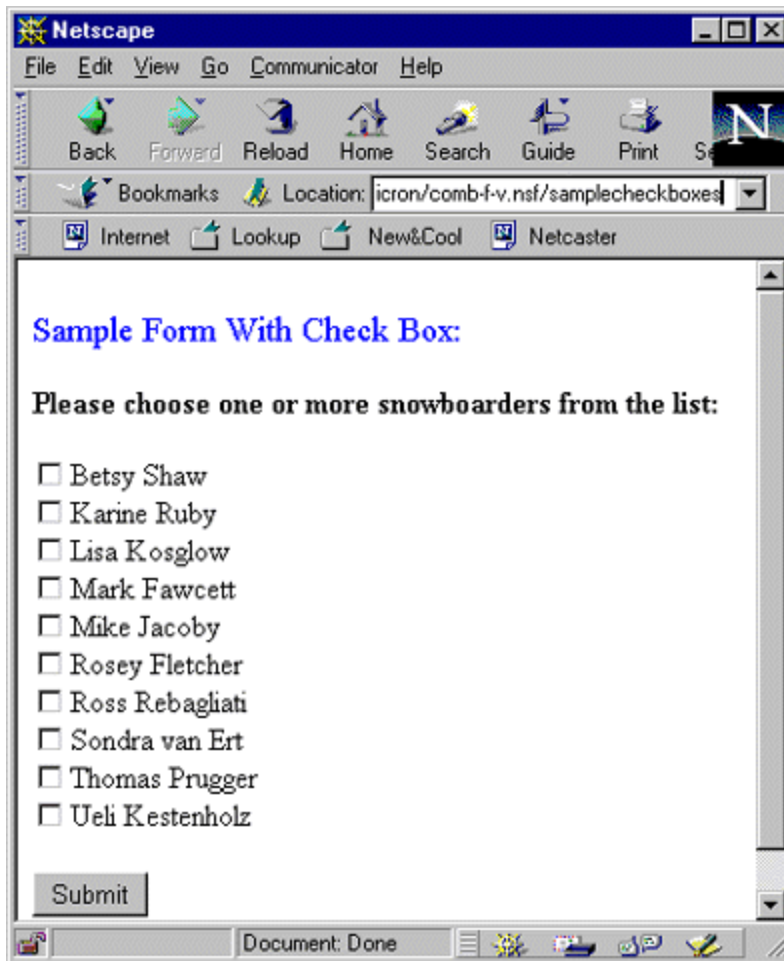 Netscape
File Edit View Go Communicator Help
Back Forward Reload Home Search Guide Print
N
Bookmarks Location: icron/comb-f-v.nsf/samplecheckboxes
Internet Lookup New&Cool Netcaster
Sample Form With Check Box:
Please choose one or more snowboarders from the list:
Betsy Shaw
Karine Ruby
Lisa Kosglow
Mark Fawcett
Mike Jacoby
Rosey Fletcher
Ross Rebagliati
Sondra van Ert
Thomas Prugger
Ueli Kestenholz
Submit
Document: Done